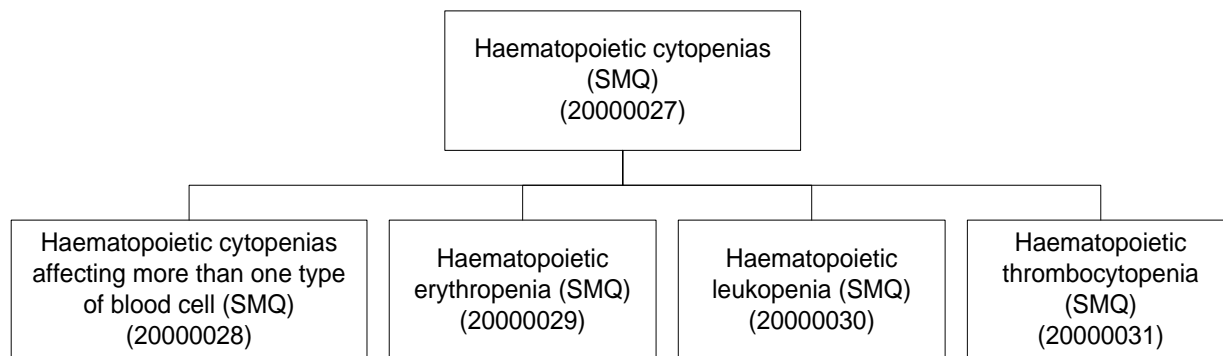 Haematopoietic cytopenias
(SMQ)
(20000027)
Haematopoietic cytopenias
affecting more than one type
of blood cell (SMQ)
(20000028)
Haematopoietic
erythropenia (SMQ)
(20000029)
Haematopoietic
leukopenia (SMQ)
(20000030)
Haematopoietic
thrombocytopenia
(SMQ)
(20000031)